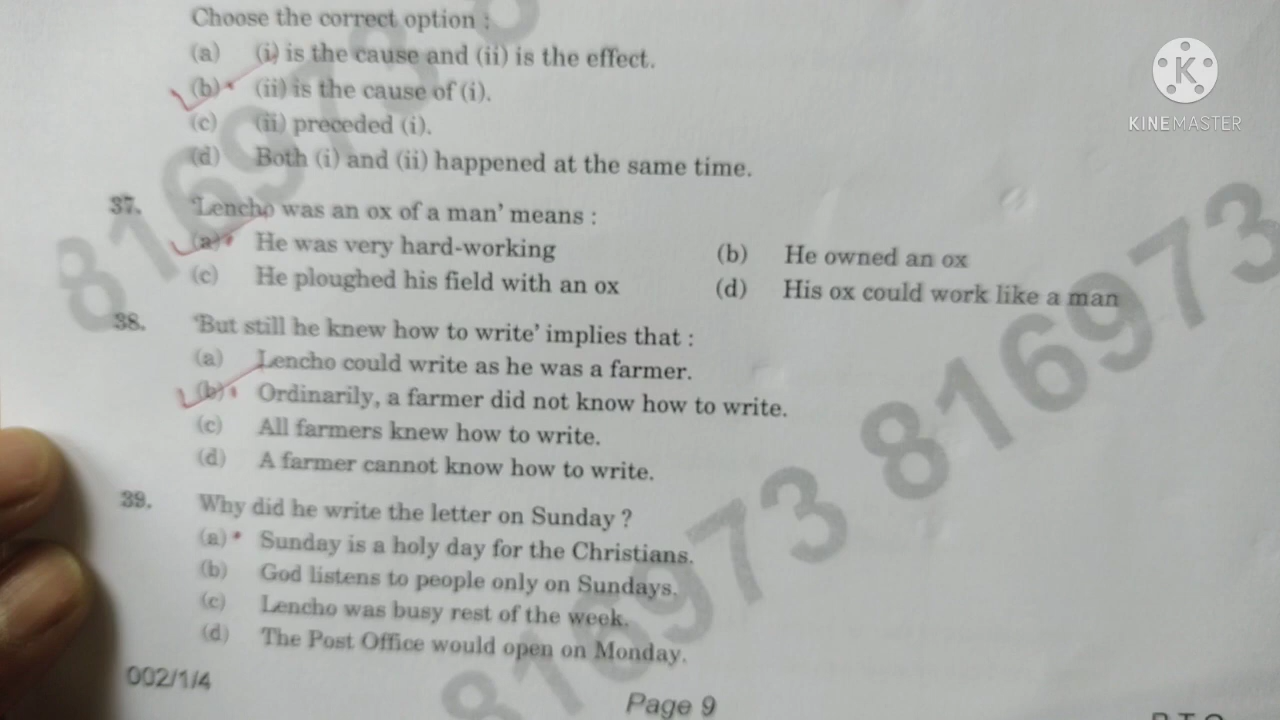 Choose the correct option :
(a) (i) is the cause and (ii) is the effect.
(b) (ii) is the cause of (i).
(c) (ii) preceded (i).
(d) Both (i) and (ii) happened at the same time.
KINEMASTER
37. 'Lencho was an ox of a man' means :
(a) He was very hard-working (b) He owned an ox
(c) He ploughed his field with an ox (d) His ox could work like a man
38. 'But still he knew how to write' implies that :
(a) Lencho could write as he was a farmer.
(b) Ordinarily, a farmer did not know how to write.
(c) All farmers knew how to write.
(d) A farmer cannot know how to write.
39. Why did he write the letter on Sunday ?
(a) Sunday is a holy day for the Christians.
(b) God listens to people only on Sundays.
(c) Lencho was busy rest of the week.
(d) The Post Office would open on Monday.
002/1/4 Page 9 P.T.O.
816973 8
816973 816973